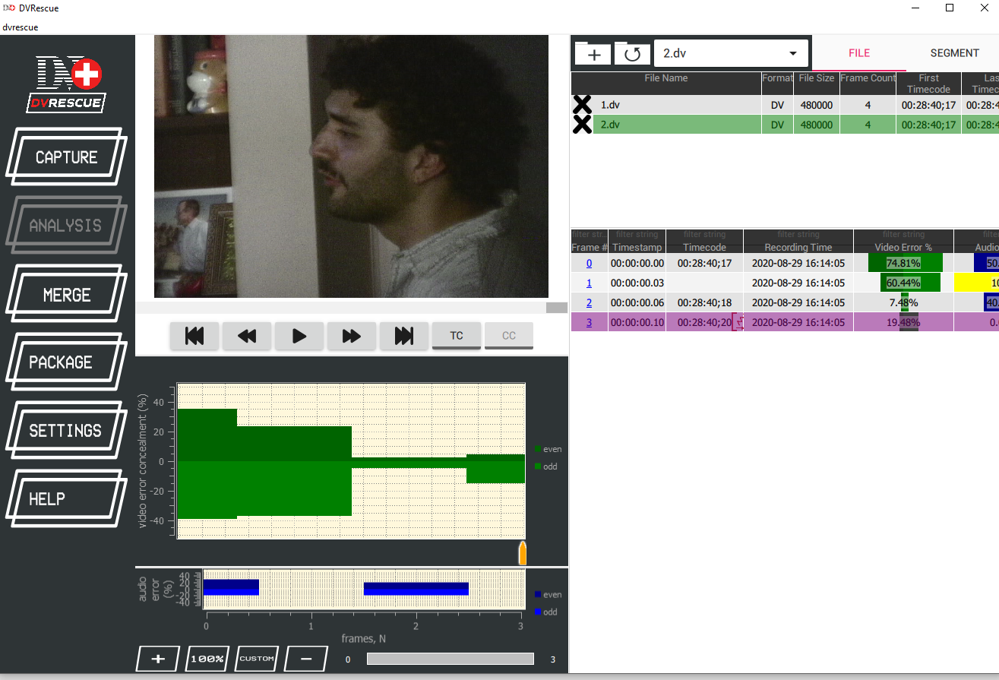 DVRescue
dvrescue
DV
DVRESCUE
CAPTURE
ANALYSIS
MERGE
PACKAGE
SETTINGS
HELP
TC
CC
video error concealment (%)
40
20
0
-20
-40
even
odd
audio error (%)
40
20
0
-20
-40
even
odd
0 1 2 3
frames, N
+ 100% CUSTOM − 0 3
2.dv FILE SEGMENT
File Name Format File Size Frame Count First Timecode Las Timec
1.dv DV 480000 4 00:28:40;17 00:28:4
2.dv DV 480000 4 00:28:40;17 00:28:4
filter str... filter string filter string filter string filter string filte
Frame # Timestamp Timecode Recording Time Video Error % Audio
0 00:00:00.00 00:28:40;17 2020-08-29 16:14:05 74.81% 50.
1 00:00:00.03 2020-08-29 16:14:05 60.44% 10
2 00:00:00.06 00:28:40;18 2020-08-29 16:14:05 7.48% 40.
3 00:00:00.10 00:28:40;20 2020-08-29 16:14:05 19.48% 0.